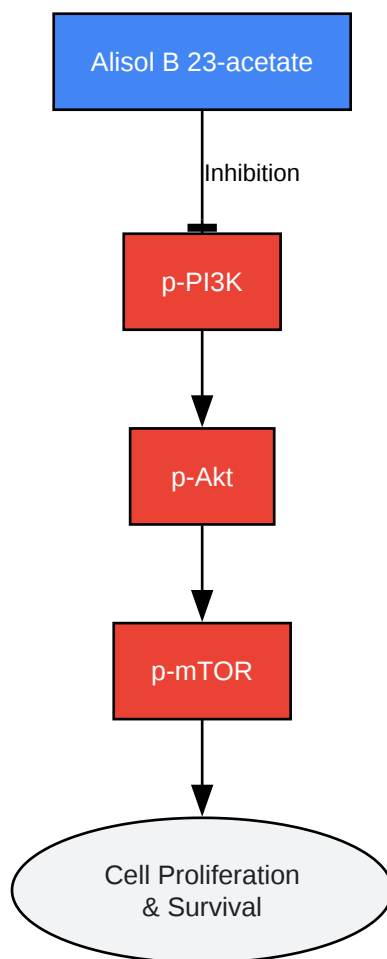 Alisol B 23-acetate
Inhibition
p-PI3K
p-Akt
p-mTOR
Cell Proliferation
& Survival